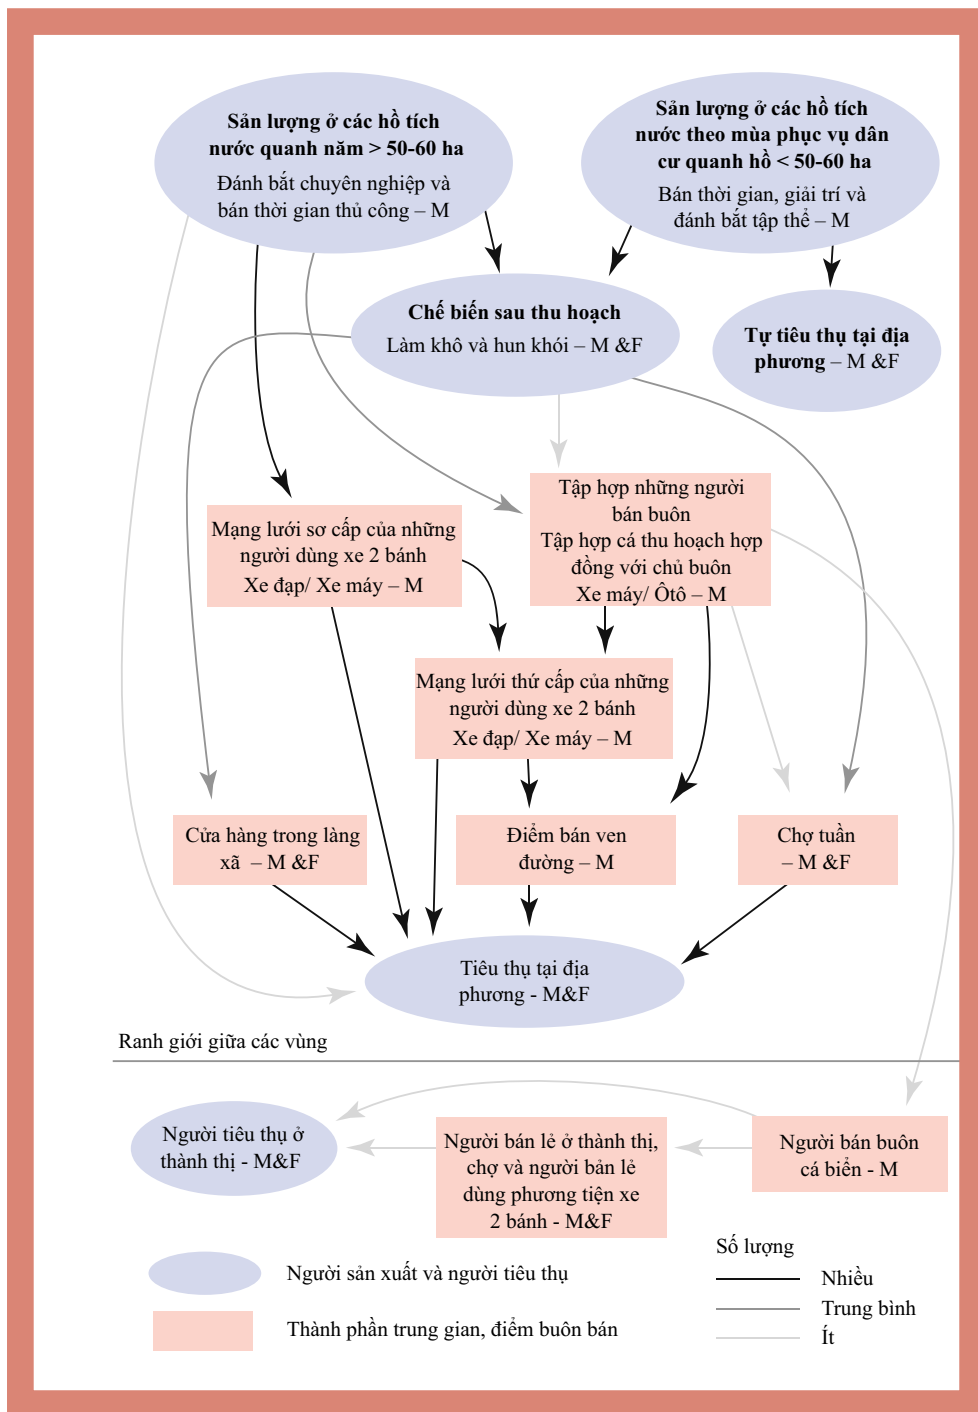 Sản lượng ở các hồ tích
nước quanh năm > 50-60 ha
Đánh bắt chuyên nghiệp và
bán thời gian thủ công – M
Sản lượng ở các hồ tích
nước theo mùa phục vụ dân
cư quanh hồ < 50-60 ha
Bán thời gian, giải trí và
đánh bắt tập thể – M
Chế biến sau thu hoạch
Làm khô và hun khói – M &F
Tự tiêu thụ tại địa
phương – M &F
Tập hợp những người
bán buôn
Tập hợp cá thu hoạch hợp
đồng với chủ buôn
Xe máy/ Ôtô – M
Mạng lưới sơ cấp của những
người dùng xe 2 bánh
Xe đạp/ Xe máy – M
Mạng lưới thứ cấp của những
người dùng xe 2 bánh
Xe đạp/ Xe máy – M
Cửa hàng trong làng
xã – M &F
Điểm bán ven
đường – M
Chợ tuần
– M &F
Tiêu thụ tại địa
phương - M&F
Ranh giới giữa các vùng
Người tiêu thụ ở
thành thị - M&F
Người bán lẻ ở thành thị,
chợ và người bản lẻ
dùng phương tiện xe
2 bánh - M&F
Người bán buôn
cá biển - M
Số lượng
Người sản xuất và người tiêu thụ
Nhiều
Trung bình
Thành phần trung gian, điểm buôn bán
Ít